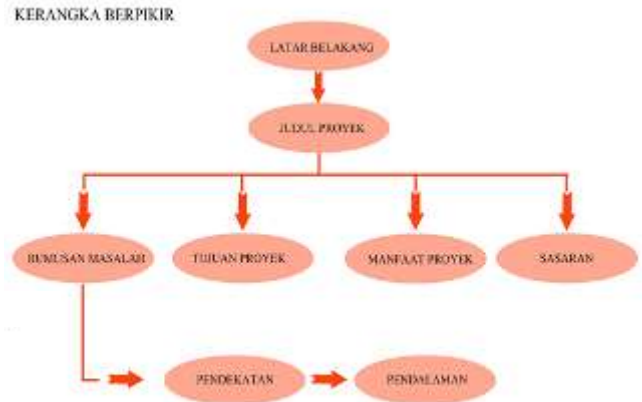 KERANGKA BERPIKIR
LATAR BELAKANG
JUDUL PROYEK
RUMUSAN MASALAH
TUJUAN PROYEK
MANFAAT PROYEK
SASARAN
PENDEKATAN
PENDALAMAN